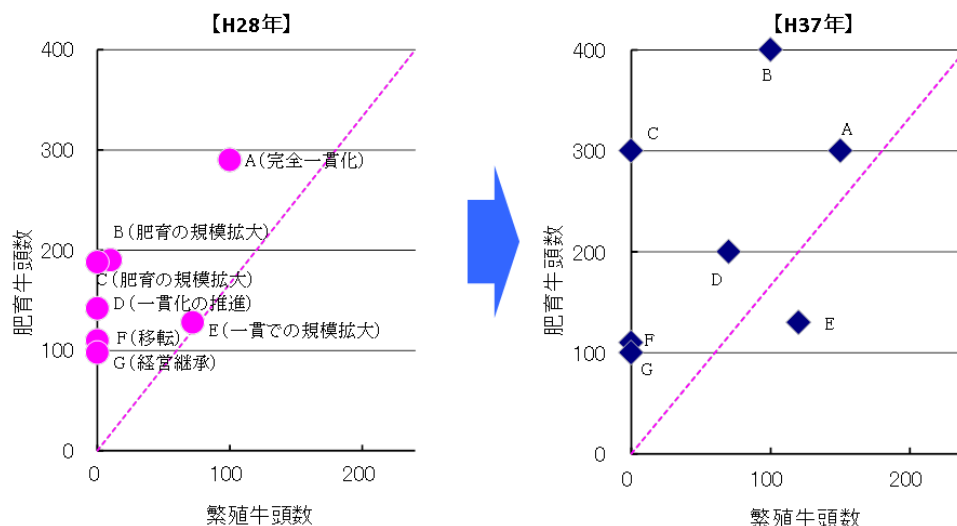 【H28年】
400
300
200
100
0
0
100
200
肥育牛頭数
繁殖牛頭数
A(完全一貫化)
B(肥育の規模拡大)
C(肥育の規模拡大)
D(一貫化の推進)
E(一貫での規模拡大)
F(移転)
G(経営継承)
【H37年】
400
300
200
100
0
0
100
200
肥育牛頭数
繁殖牛頭数
B
C
A
D
E
F
G